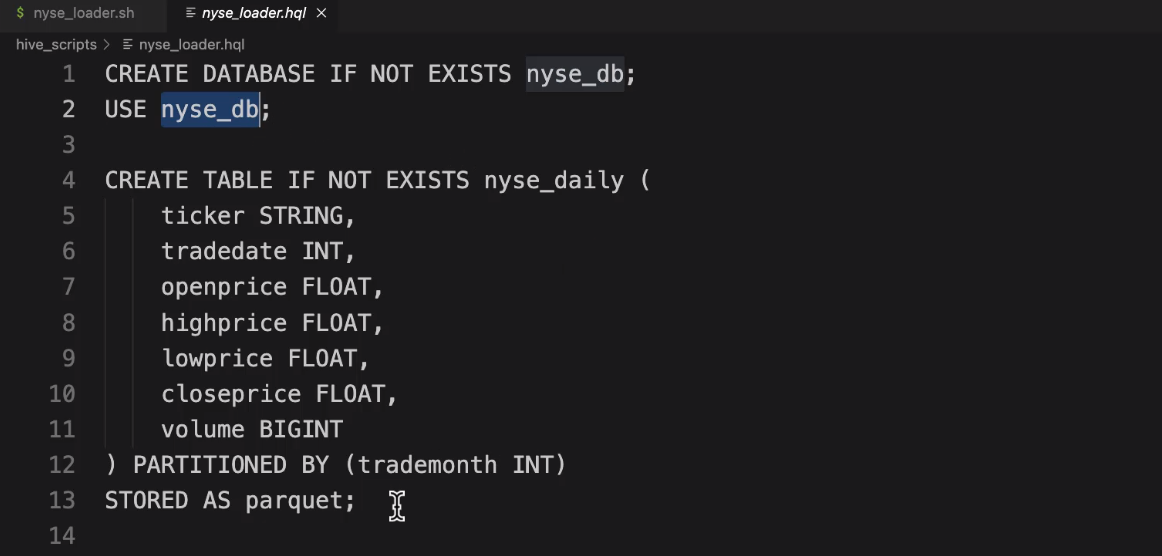 $ nyse_loader.sh
nyse_loader.hql ×
hive_scripts > nyse_loader.hql
1 CREATE DATABASE IF NOT EXISTS nyse_db;
2 USE nyse_db;
3
4 CREATE TABLE IF NOT EXISTS nyse_daily (
5 ticker STRING,
6 tradedate INT,
7 openprice FLOAT,
8 highprice FLOAT,
9 lowprice FLOAT,
10 closeprice FLOAT,
11 volume BIGINT
12 ) PARTITIONED BY (trademonth INT)
13 STORED AS parquet;
14